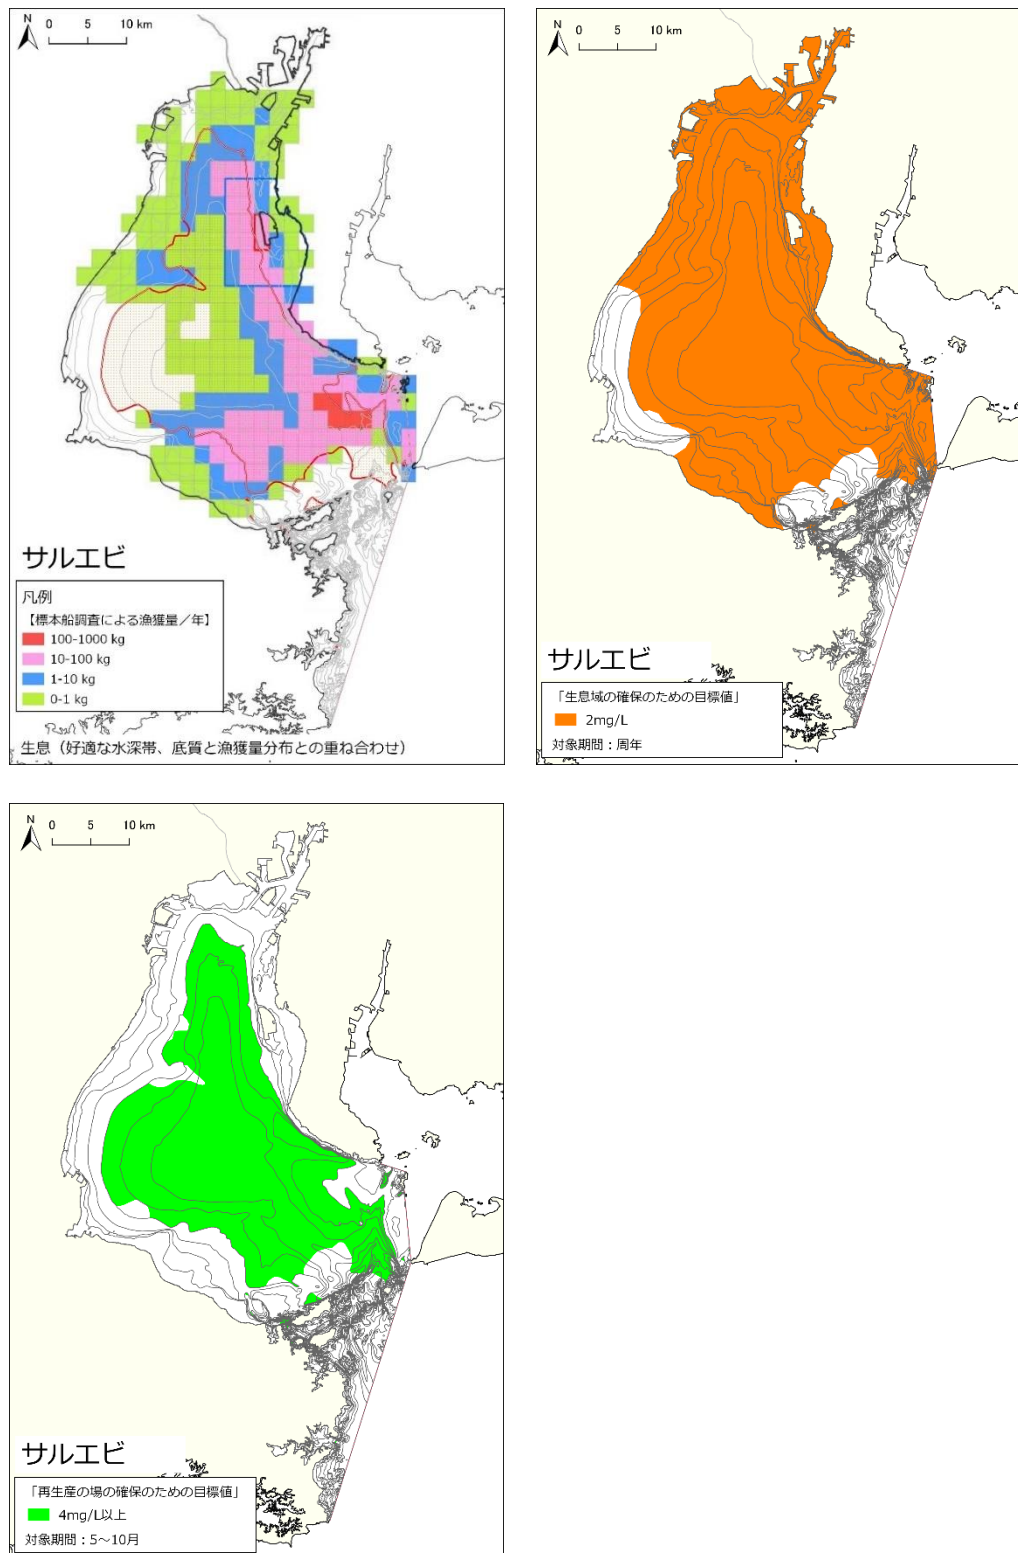 N
0 5 10 km
サルエビ
凡例
【標本船調査による漁獲量／年】
100-1000 kg
10-100 kg
1-10 kg
0-1 kg
生息（好適な水深帯、底質と漁獲量分布との重ね合わせ）
N
0 5 10 km
サルエビ
「生息域の確保のための目標値」
2mg/L
対象期間：周年
N
0 5 10 km
サルエビ
「再生産の場の確保のための目標値」
4mg/L以上
対象期間：5～10月